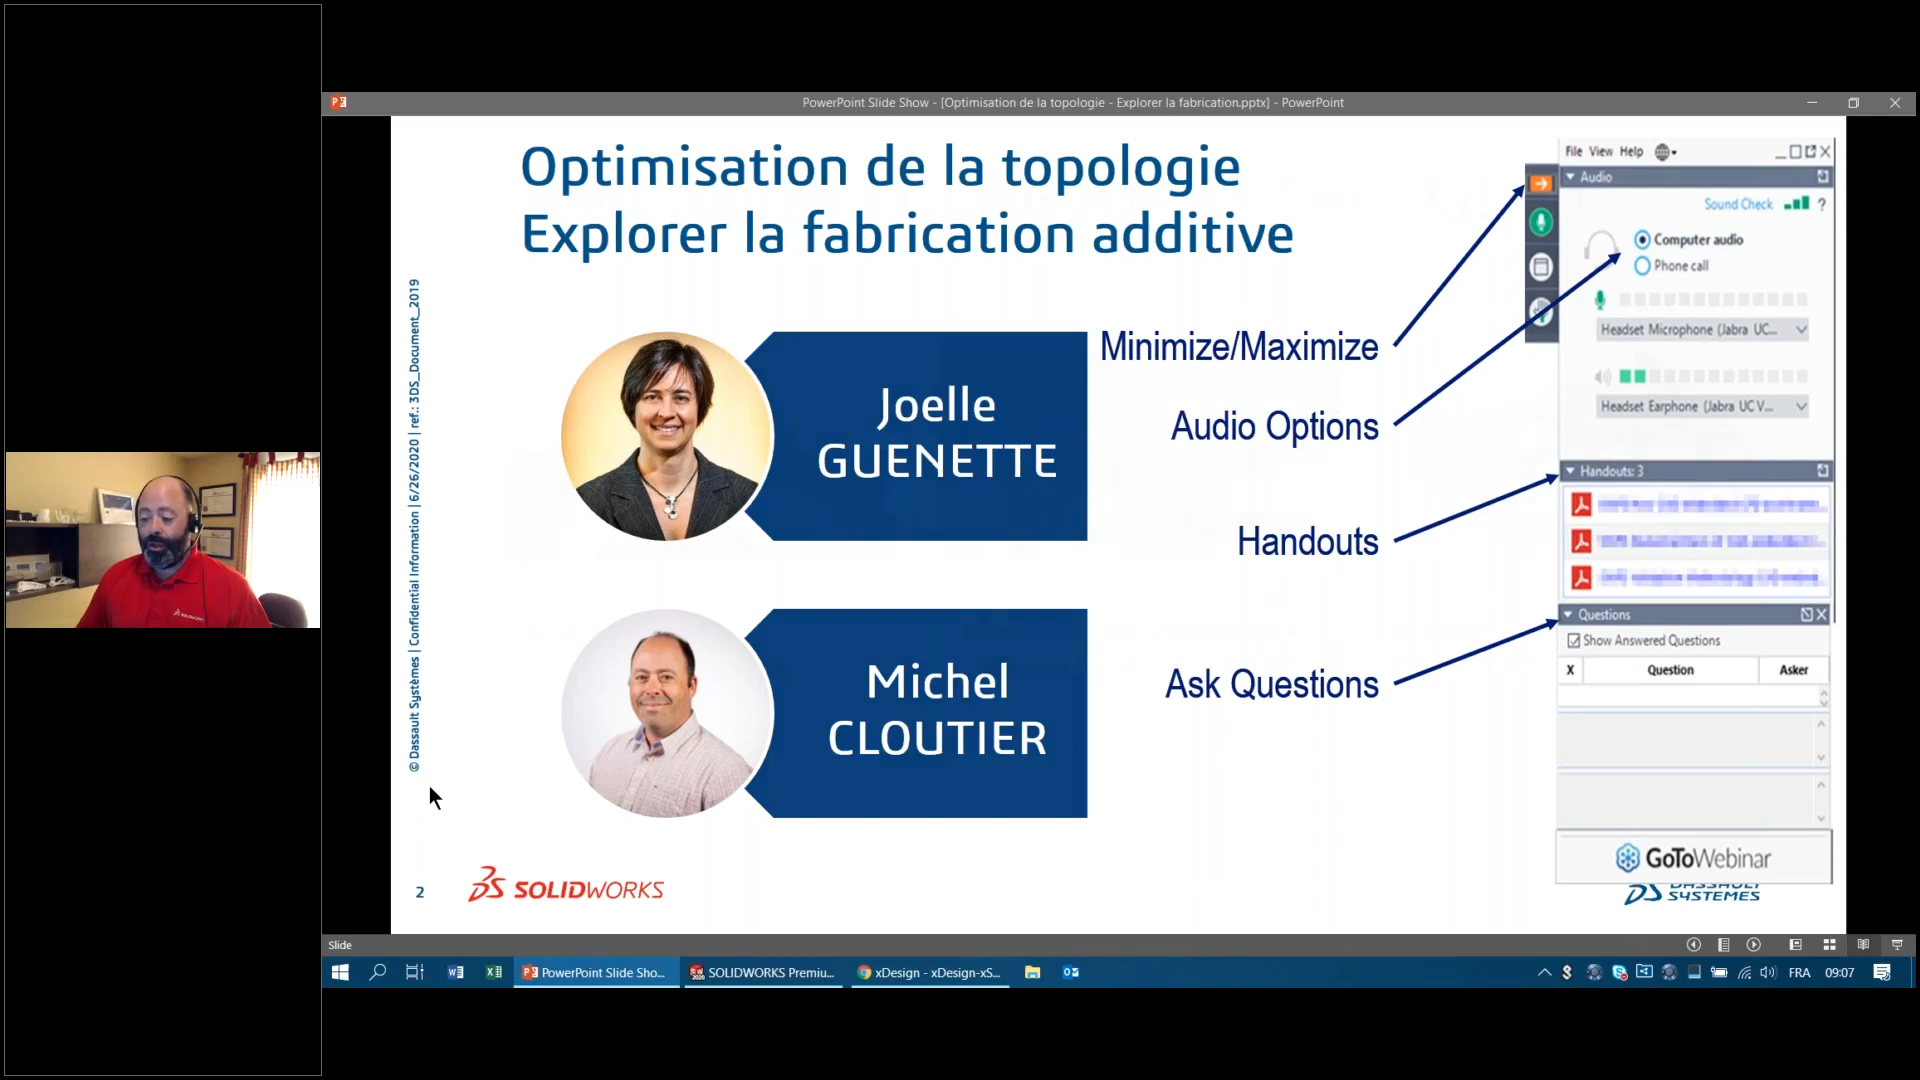 PowerPoint Slide Show - [Optimisation de la topologie - Explorer la fabrication.pptx] - PowerPoint
Optimisation de la topologie
Explorer la fabrication additive
© Dassault Systèmes | Confidential Information | 6/26/2020 | ref.: 3DS_Document_2019
Joelle
GUENETTE
Michel
CLOUTIER
Minimize/Maximize
Audio Options
Handouts
Ask Questions
File View Help
Audio
Sound Check ?
Computer audio
Phone call
Headset Microphone (Jabra UC...
Headset Earphone (Jabra UC V...
Handouts: 3
Questions
Show Answered Questions
X Question Asker
GoToWebinar
DASSAULT
SYSTEMES
2
SOLIDWORKS
SOLIDWORKS
Slide
PowerPoint Slide Sho...
SOLIDWORKS Premiu...
xDesign - xDesign-xS...
FRA
09:07